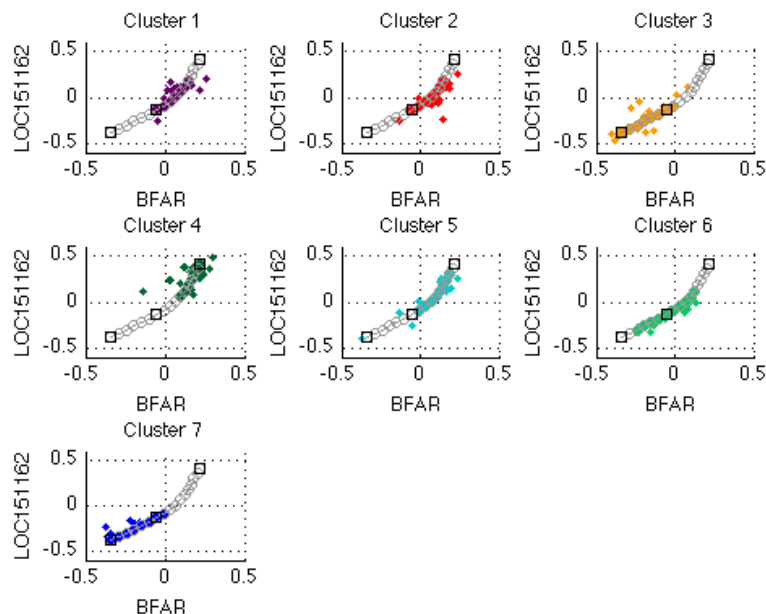 Cluster 1 Cluster 2 Cluster 3
LOC151162 0.5 0 -0.5 LOC151162 0.5 0 -0.5 LOC151162 0.5 0 -0.5
-0.5 0 0.5 -0.5 0 0.5 -0.5 0 0.5
BFAR BFAR BFAR
Cluster 4 Cluster 5 Cluster 6
LOC151162 0.5 0 -0.5 LOC151162 0.5 0 -0.5 LOC151162 0.5 0 -0.5
-0.5 0 0.5 -0.5 0 0.5 -0.5 0 0.5
BFAR BFAR BFAR
Cluster 7
LOC151162 0.5 0 -0.5
-0.5 0 0.5
BFAR